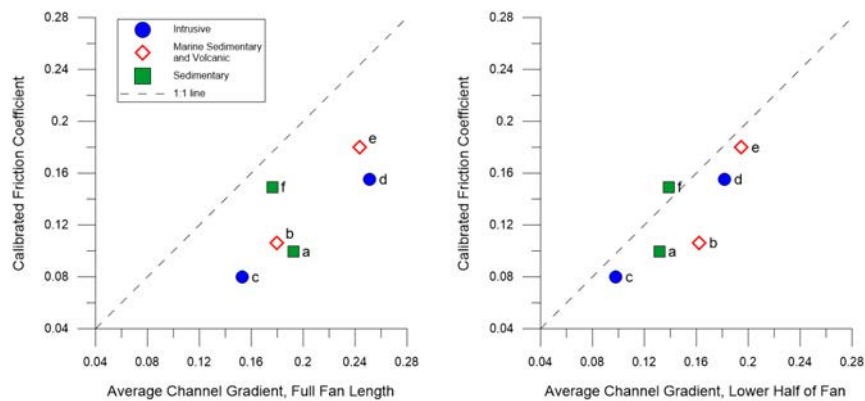 0.28
0.24
0.2
0.16
0.12
0.08
0.04
Calibrated Friction Coefficient
Intrusive
Marine Sedimentary
and Volcanic
Sedimentary
1:1 line
e
d
f
b
a
c
0.04 0.08 0.12 0.16 0.2 0.24 0.28
Average Channel Gradient, Full Fan Length
0.28
0.24
0.2
0.16
0.12
0.08
0.04
Calibrated Friction Coefficient
e
d
f
b
a
c
0.04 0.08 0.12 0.16 0.2 0.24 0.28
Average Channel Gradient, Lower Half of Fan